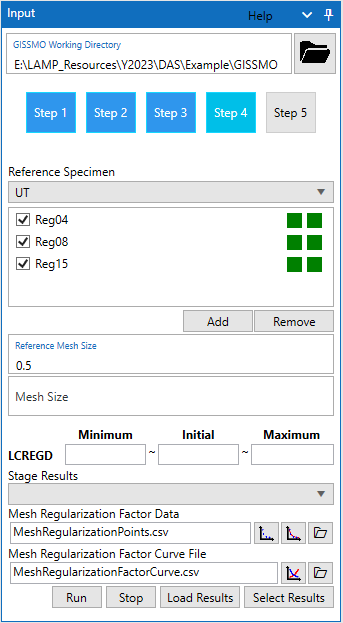 Input
Help
GISSMO Working Directory
E:\LAMP_Resources\Y2023\DAS\Example\GISSMO
Step 1
Step 2
Step 3
Step 4
Step 5
Reference Specimen
UT
Reg04
Reg08
Reg15
Add
Remove
Reference Mesh Size
0.5
Mesh Size
Minimum
Initial
Maximum
LCREGD
~
~
Stage Results
Mesh Regularization Factor Data
MeshRegularizationPoints.csv
Mesh Regularization Factor Curve File
MeshRegularizationFactorCurve.csv
Run
Stop
Load Results
Select Results